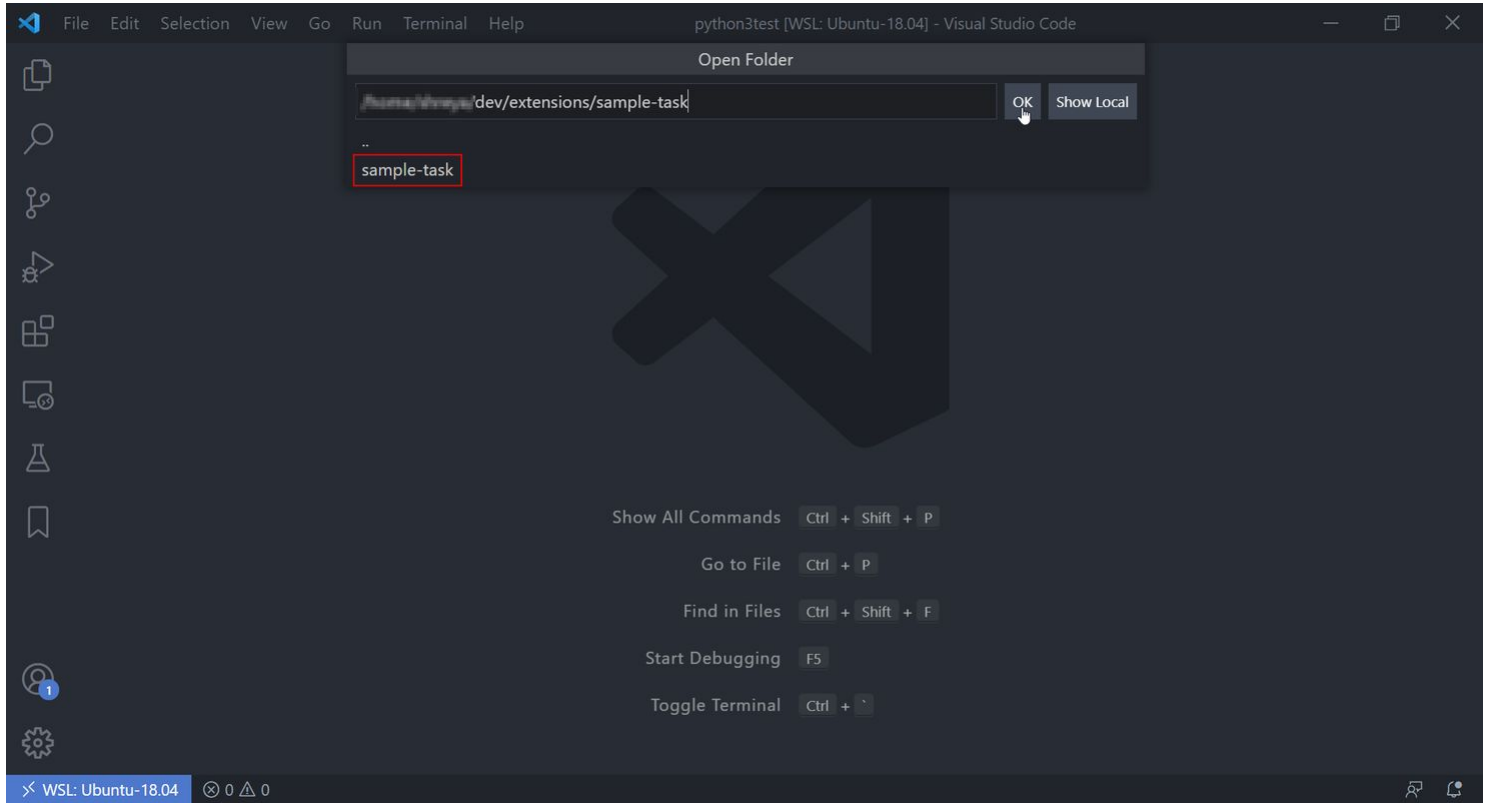 File Edit Selection View Go Run Terminal Help python3test [WSL: Ubuntu-18.04] - Visual Studio Code
Open Folder
/dev/extensions/sample-task OK Show Local
..
sample-task
Show All Commands Ctrl + Shift + P
Go to File Ctrl + P
Find in Files Ctrl + Shift + F
Start Debugging F5
Toggle Terminal Ctrl + `
1
WSL: Ubuntu-18.04 0 0